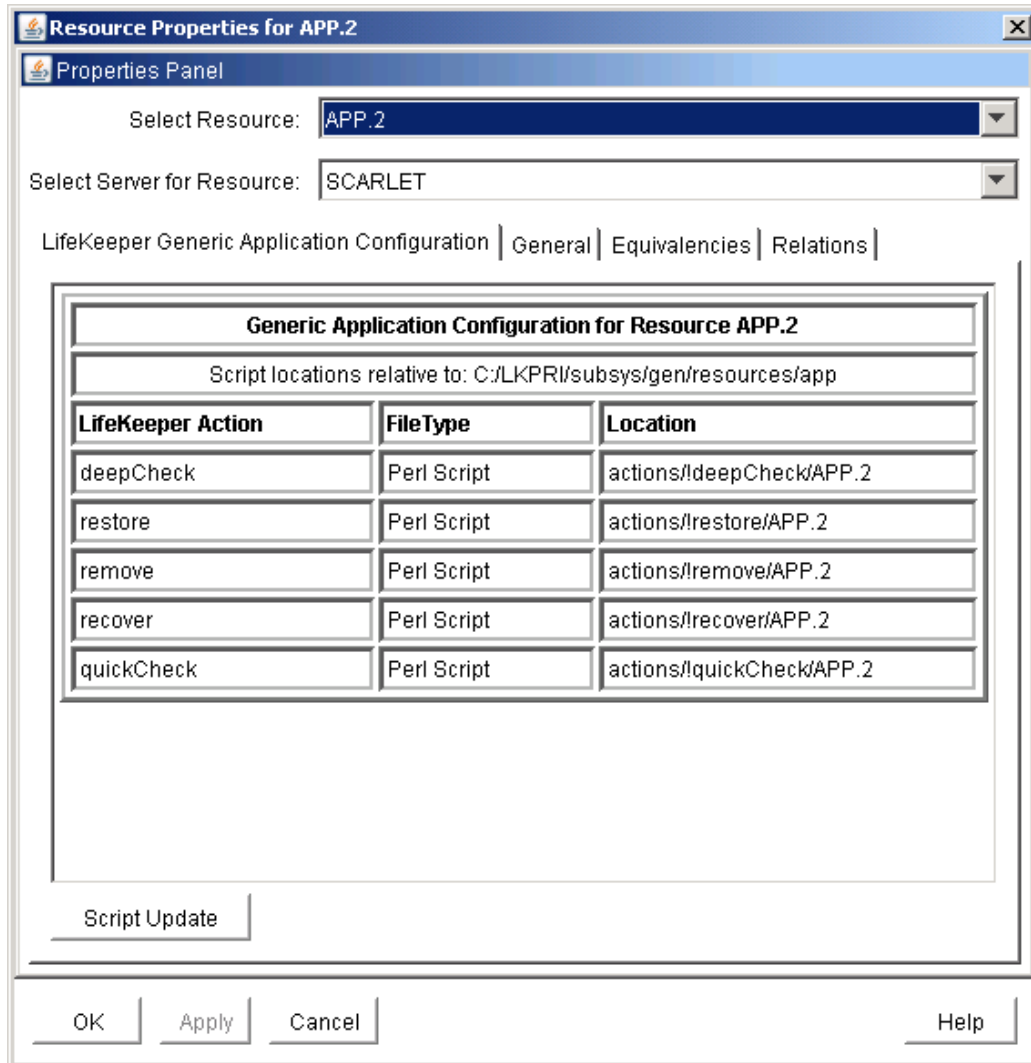 Resource Properties for APP.2
Properties Panel
Select Resource: APP.2
Select Server for Resource: SCARLET
LifeKeeper Generic Application Configuration General Equivalencies Relations
Generic Application Configuration for Resource APP.2
Script locations relative to: C:/LKPRI/subsys/gen/resources/app
LifeKeeper Action FileType Location
deepCheck Perl Script actions/!deepCheck/APP.2
restore Perl Script actions/!restore/APP.2
remove Perl Script actions/!remove/APP.2
recover Perl Script actions/!recover/APP.2
quickCheck Perl Script actions/!quickCheck/APP.2
Script Update
OK Apply Cancel Help